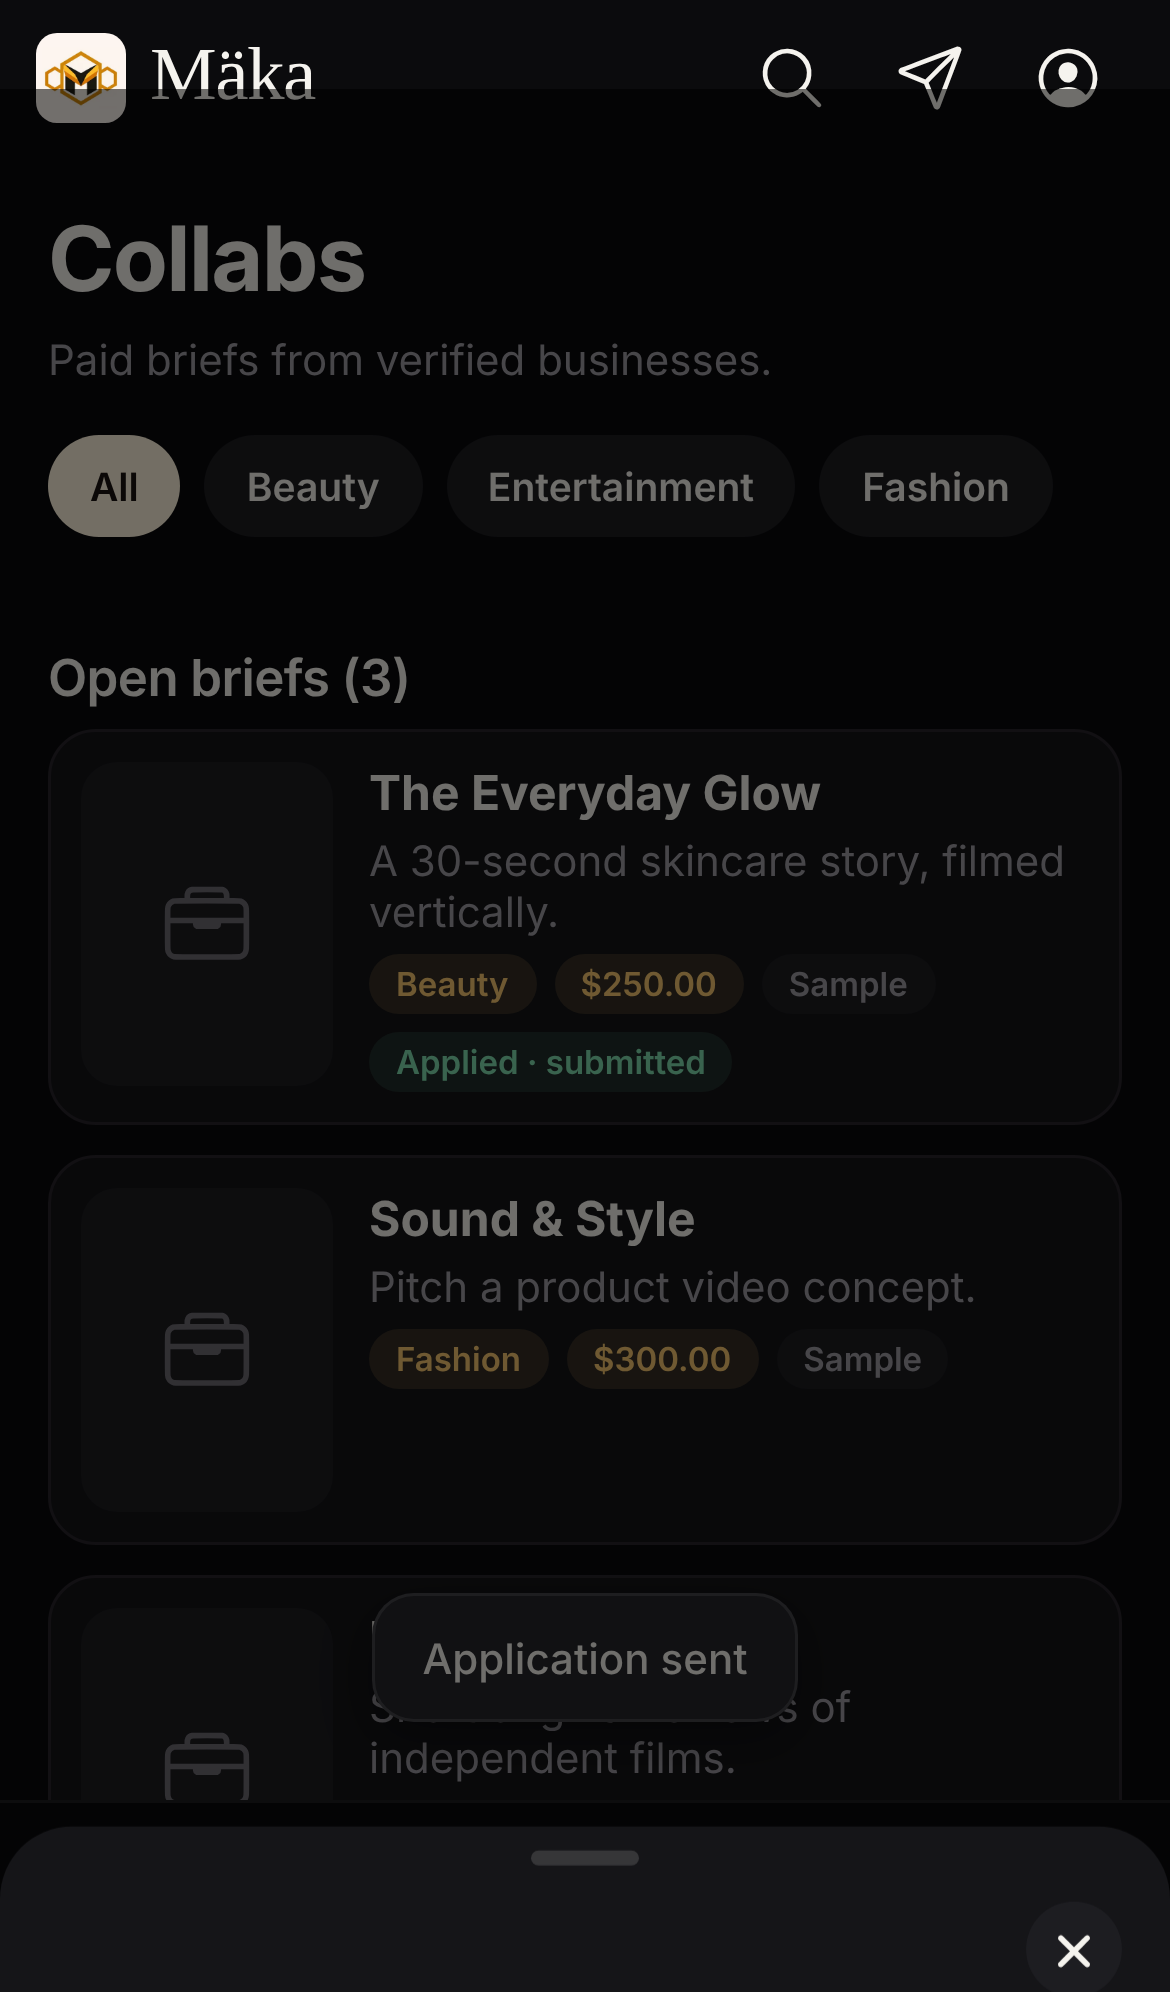 Mäka
Collabs
Paid briefs from verified businesses.
All
Beauty
Entertainment
Fashion
Open briefs (3)
The Everyday Glow
A 30-second skincare story, filmed
vertically.
Beauty
$250.00
Sample
Applied · submitted
Sound & Style
Pitch a product video concept.
Fashion
$300.00
Sample
Application sent
of
independent films.